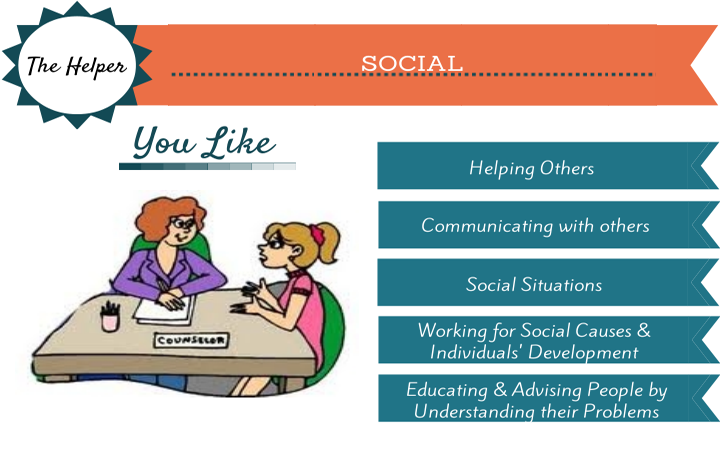 The Helper
SOCIAL
You Like
Helping Others
Communicating with others
Social Situations
Working for Social Causes &
Individuals' Development
Educating & Advising People by
Understanding their Problems
COUNSELOR